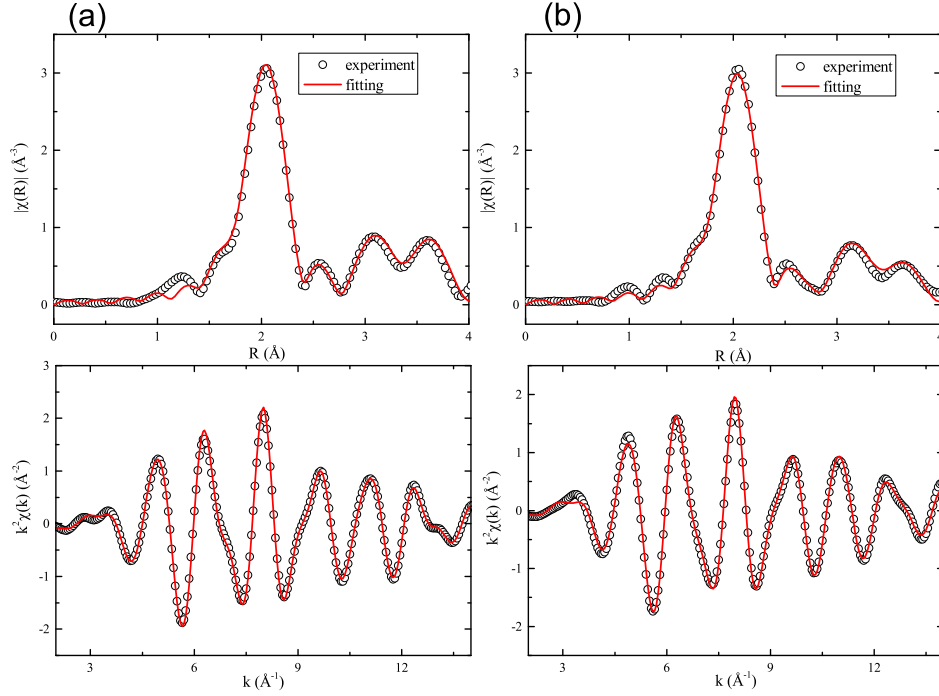 (a)
(b)
experiment
fitting
|χ(R)| (Å⁻³)
3
2
1
0
0 1 2 3 4
R (Å)
experiment
fitting
|χ(R)| (Å⁻³)
3
2
1
0
0 1 2 3 4
R (Å)
k²χ(k) (Å⁻²)
3
2
1
0
-1
-2
3 6 9 12
k (Å⁻¹)
k²χ(k) (Å⁻²)
2
1
0
-1
-2
3 6 9 12
k (Å⁻¹)